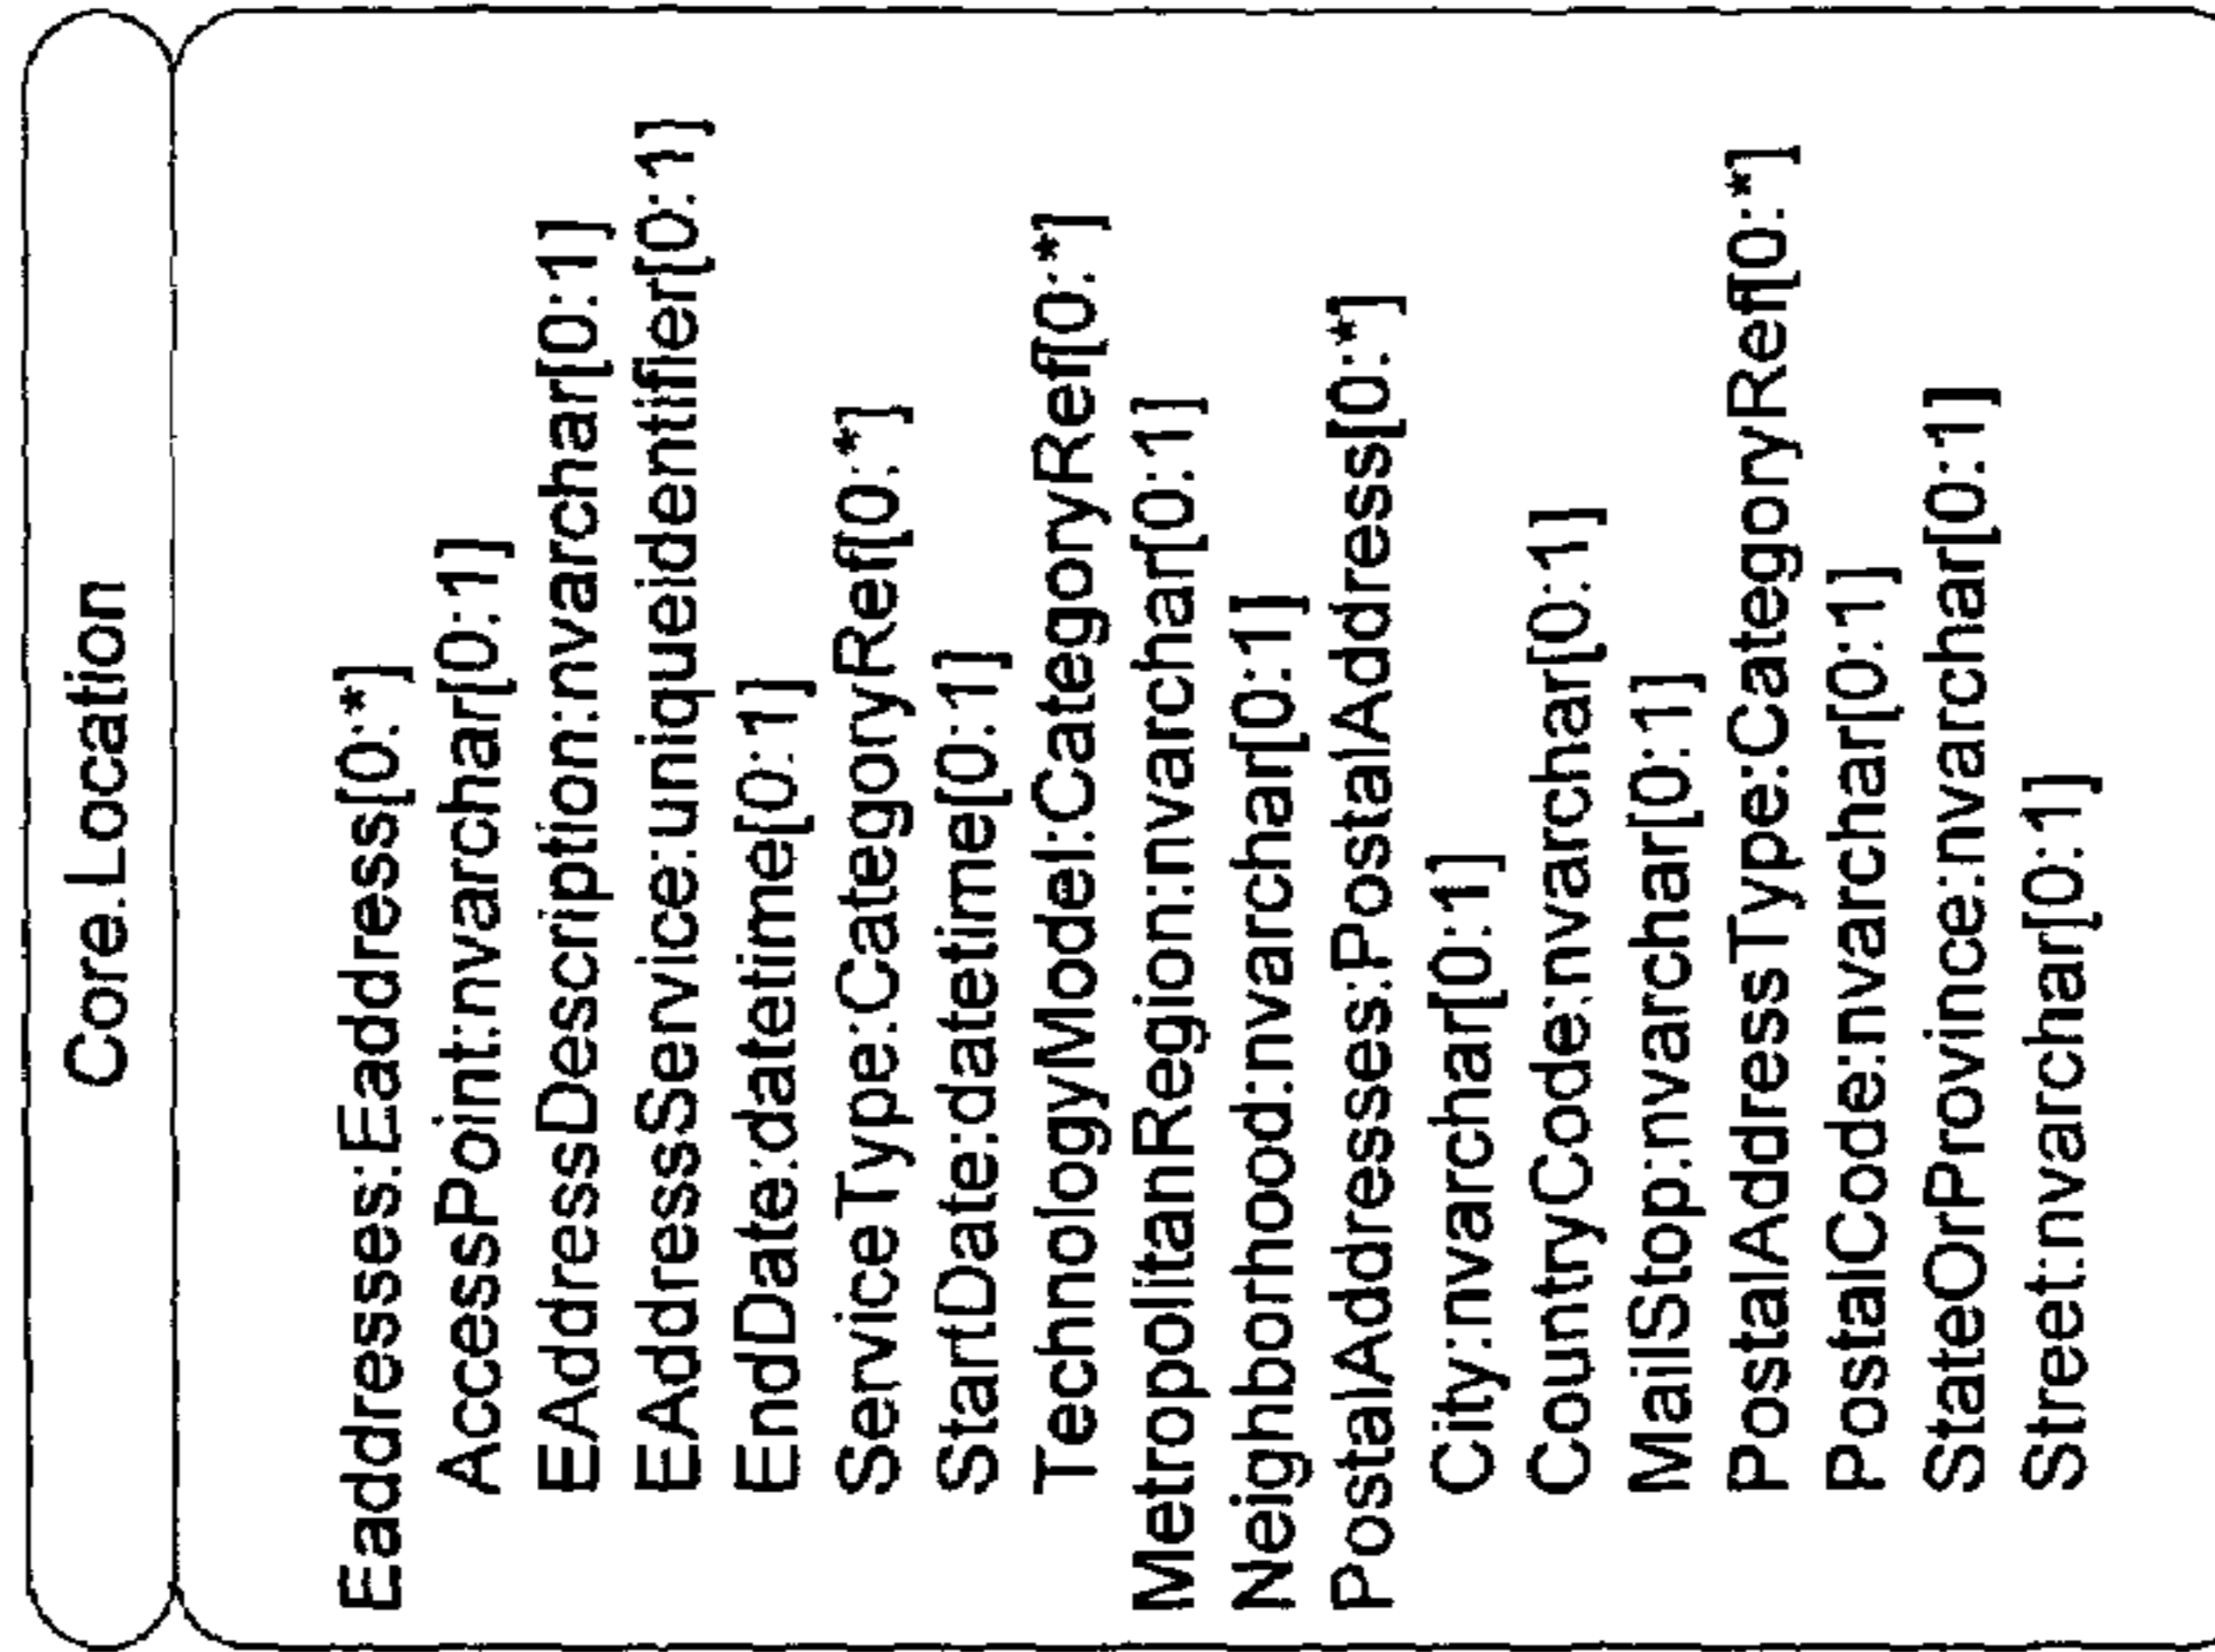 Core.Location
Eaddresses:Eaddress[0:*]
AccessPoint:nvarchar[0:1]
EAddressDescription:nvarchar[0:1]
EAddressService:uniqueidentifier[0:1]
EndDate:datetime[0:1]
ServiceType:CategoryRef[0:*]
StartDate:datetime[0:1]
TechnologyModel:CategoryRef[0:*]
MetropolitanRegion:nvarchar[0:1]
Neighborhood:nvarchar[0:1]
PostalAddresses:PostalAddress[0:*]
City:nvarchar[0:1]
CountryCode:nvarchar[0:1]
MailStop:nvarchar[0:1]
PostalAddressType:CategoryRef[0:*]
PostalCode:nvarchar[0:1]
StateOrProvince:nvarchar[0:1]
Street:nvarchar[0:1]